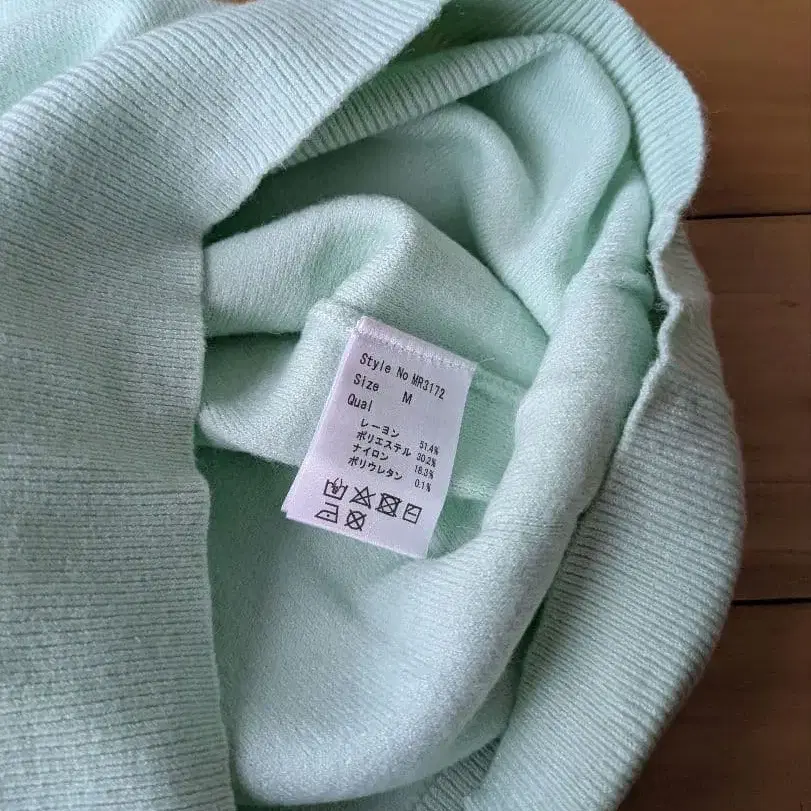 Style No MR3172
Size M
Qual
レーヨン 51.4%
ポリエステル 30.2%
ナイロン 18.3%
ポリウレタン 0.1%